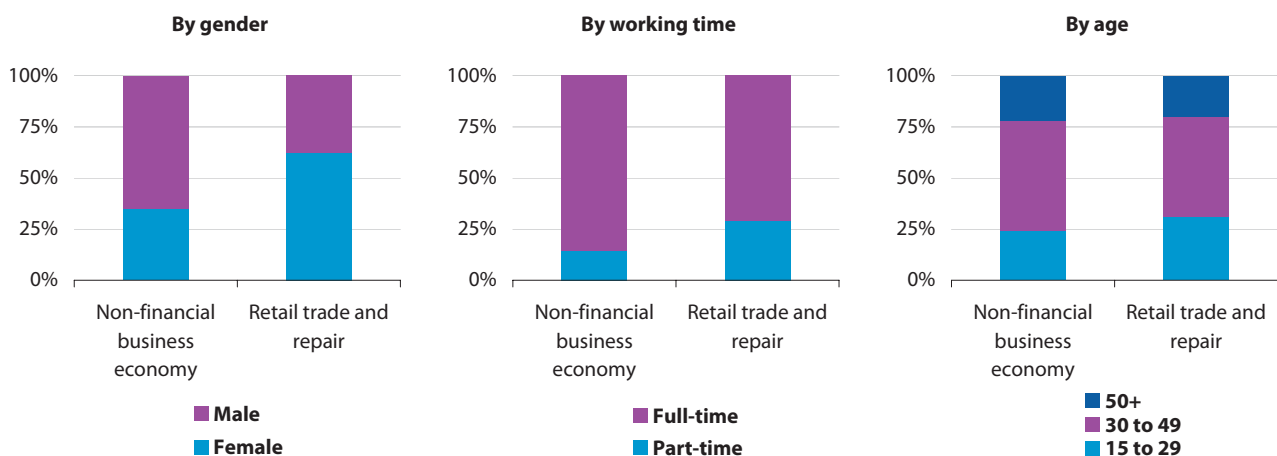 By gender
100%
75%
50%
25%
0%
Non-financial
business
economy
Retail trade and
repair
Male
Female
By working time
100%
75%
50%
25%
0%
Non-financial
business
economy
Retail trade and
repair
Full-time
Part-time
By age
100%
75%
50%
25%
0%
Non-financial
business
economy
Retail trade and
repair
50+
30 to 49
15 to 29